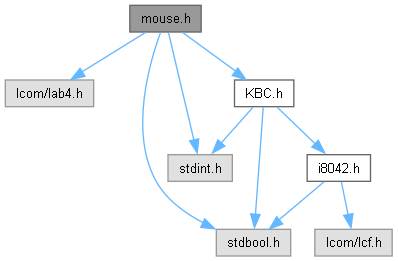 mouse.h
lcom/lab4.h
KBC.h
stdint.h
i8042.h
stdbool.h
lcom/lcf.h